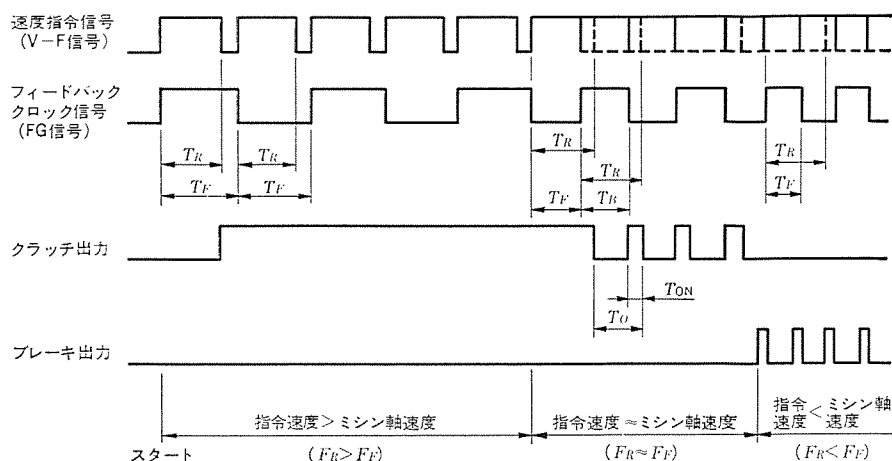 速度指令信号
(V−F信号)
フィードバック
クロック信号
(FG信号)
TR
TR
TF
TF
TR
TR
TF
TB
TR
TF
クラッチ出力
TON
TO
ブレーキ出力
指令速度>ミシン軸速度
指令速度≈ミシン軸速度
指令<ミシン軸
速度 速度
スタート
(FR>FF)
(FR≈FF)
(FR<FF)